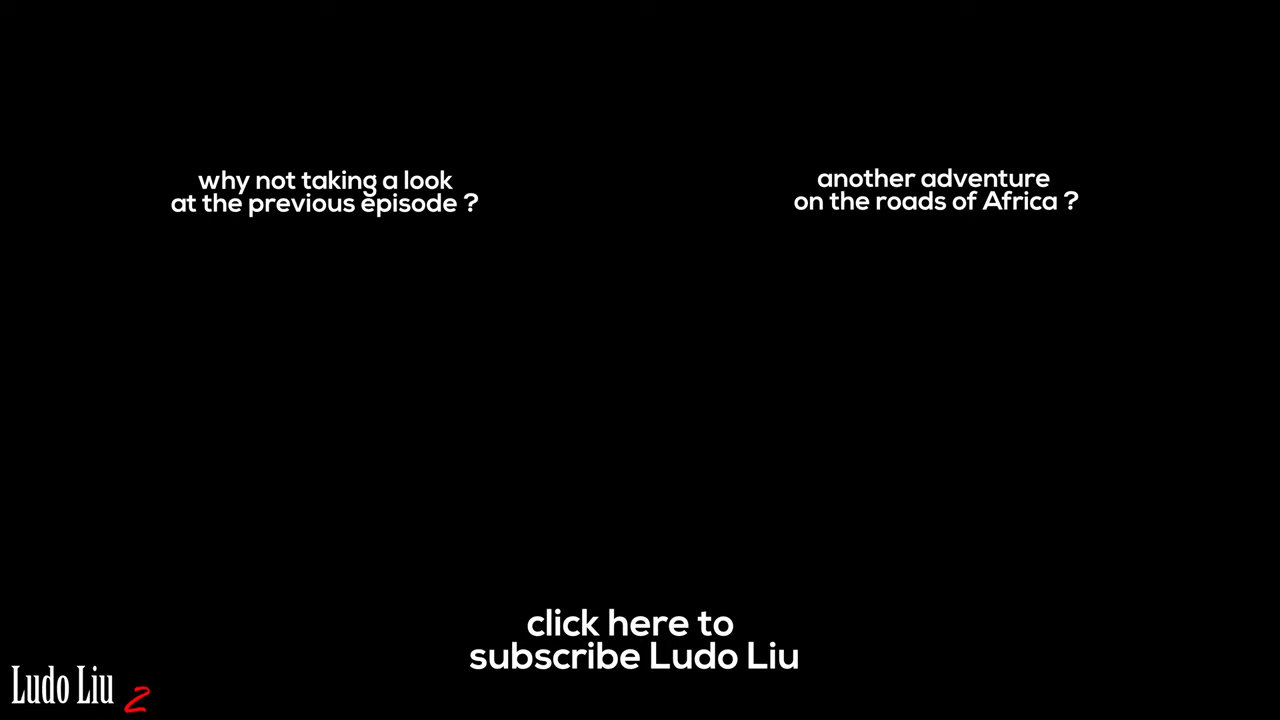 why not taking a look
at the previous episode ?
another adventure
on the roads of Africa ?
click here to
subscribe Ludo Liu
Ludo Liu 2